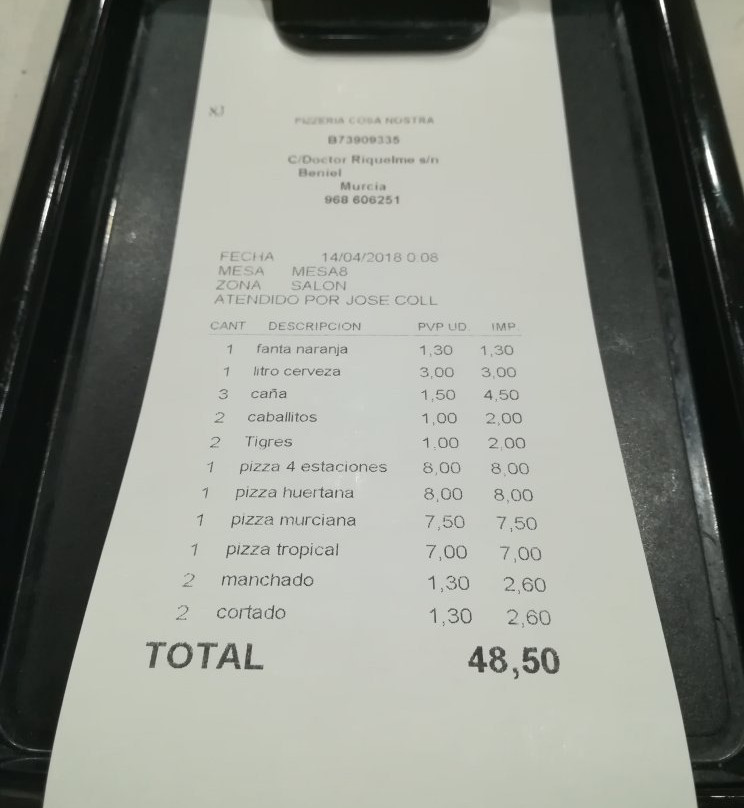 PIZZERIA COSA NOSTRA
B73909335
C/Doctor Riquelme s/n
Beniel
Murcia
968 606251
FECHA 14/04/2018 0:08
MESA MESA8
ZONA SALON
ATENDIDO POR JOSE COLL
CANT DESCRIPCION PVP UD. IMP.
1 fanta naranja 1,30 1,30
1 litro cerveza 3,00 3,00
3 caña 1,50 4,50
2 caballitos 1,00 2,00
2 Tigres 1,00 2,00
1 pizza 4 estaciones 8,00 8,00
1 pizza huertana 8,00 8,00
1 pizza murciana 7,50 7,50
1 pizza tropical 7,00 7,00
2 manchado 1,30 2,60
2 cortado 1,30 2,60
TOTAL 48,50